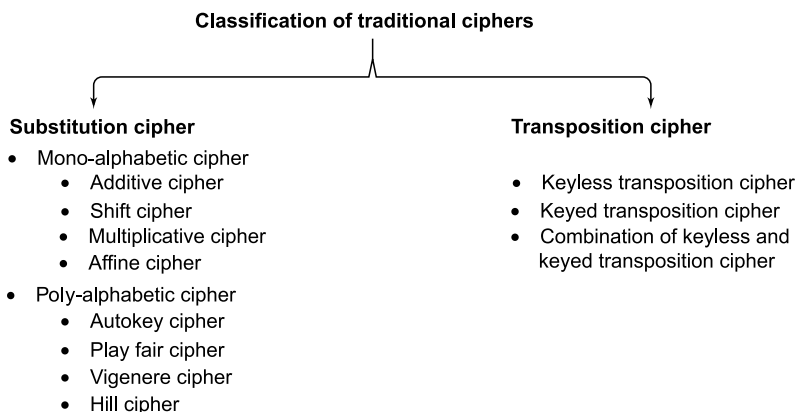 Classification of traditional ciphers
Substitution cipher
• Mono-alphabetic cipher
• Additive cipher
• Shift cipher
• Multiplicative cipher
• Affine cipher
• Poly-alphabetic cipher
• Autokey cipher
• Play fair cipher
• Vigenere cipher
• Hill cipher
Transposition cipher
• Keyless transposition cipher
• Keyed transposition cipher
• Combination of keyless and
keyed transposition cipher